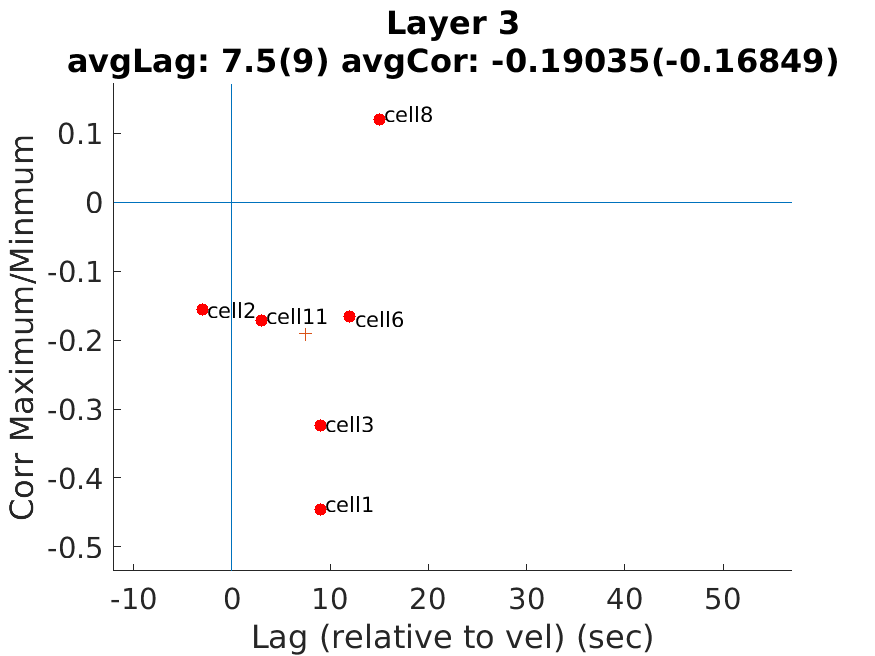 Layer 3
avgLag: 7.5(9) avgCor: -0.19035(-0.16849)
Corr Maximum/Minmum
0.1
0
-0.1
-0.2
-0.3
-0.4
-0.5
cell8
cell2
cell11
cell6
cell3
cell1
-10 0 10 20 30 40 50
Lag (relative to vel) (sec)